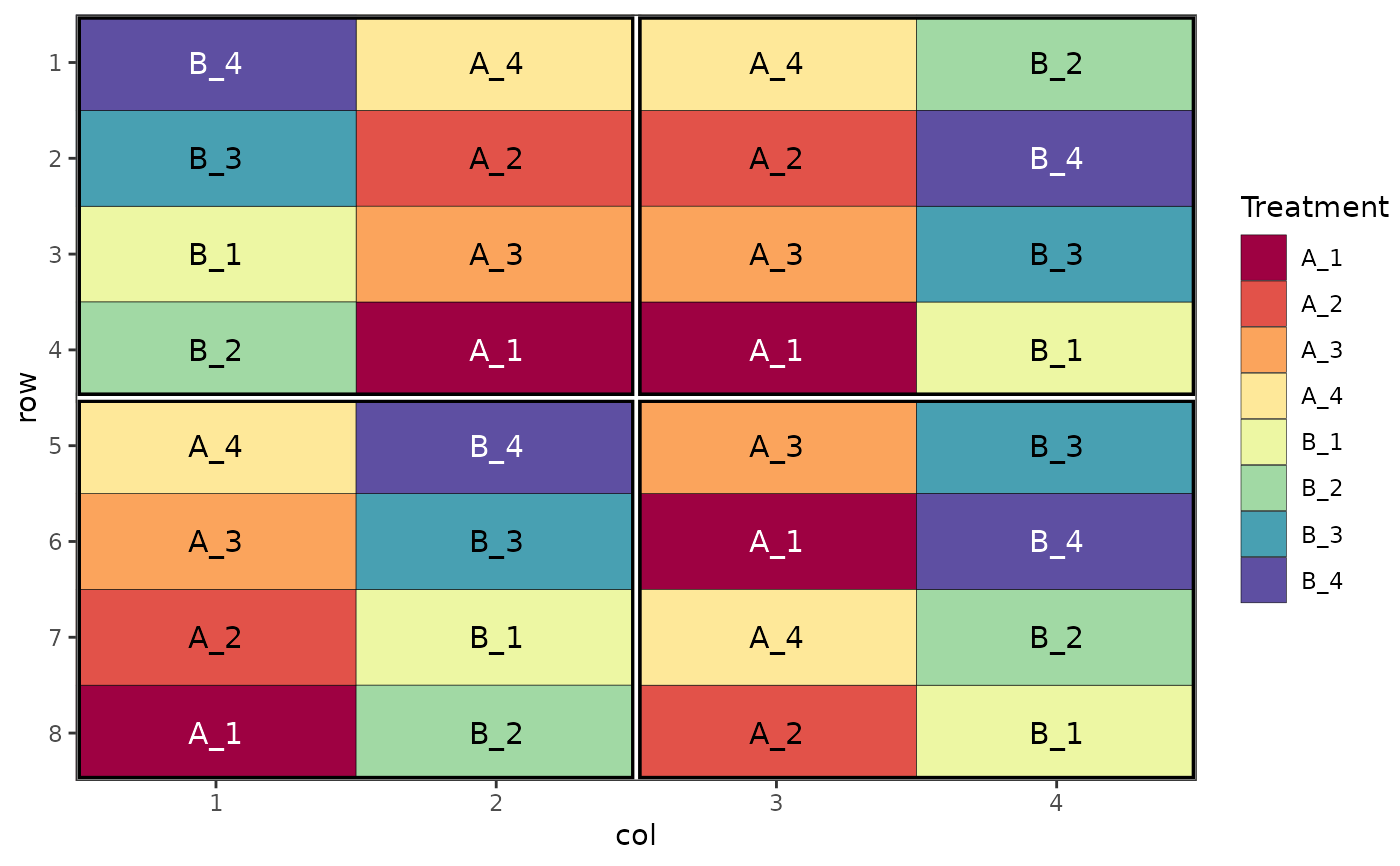 1 B_4 A_4 A_4 B_2
2 B_3 A_2 A_2 B_4
3 B_1 A_3 A_3 B_3
4 B_2 A_1 A_1 B_1
row
5 A_4 B_4 A_3 B_3
6 A_3 B_3 A_1 B_4
7 A_2 B_1 A_4 B_2
8 A_1 B_2 A_2 B_1
1 2 3 4
col
Treatment
A_1
A_2
A_3
A_4
B_1
B_2
B_3
B_4